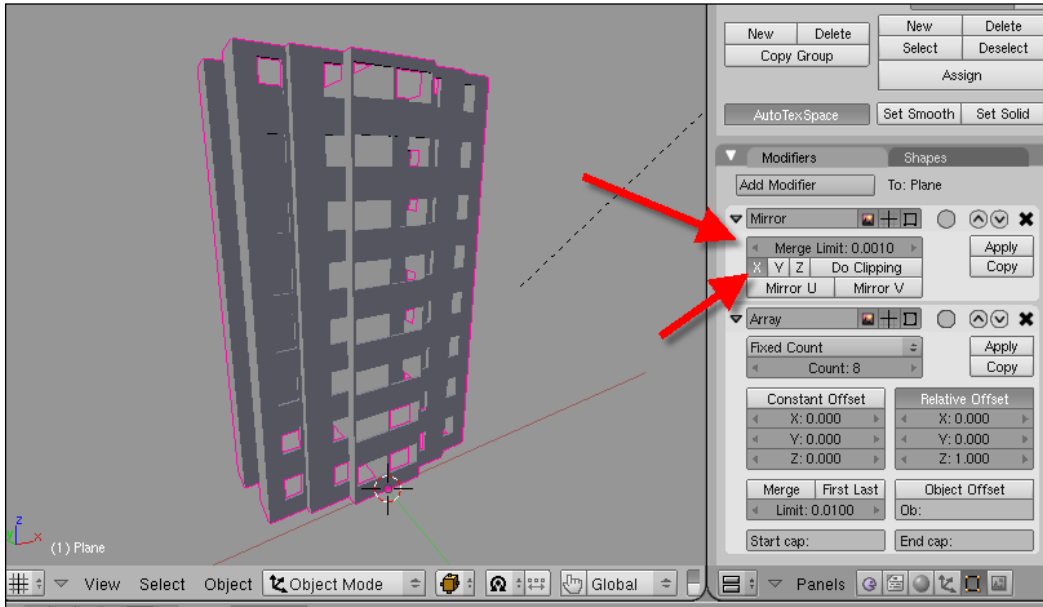 New Delete New Delete
Copy Group Select Deselect
Assign
AutoTexSpace Set Smooth Set Solid
Modifiers Shapes
Add Modifier To: Plane
Mirror
Merge Limit: 0.0010 Apply
X Y Z Do Clipping Copy
Mirror U Mirror V
Array
Fixed Count Apply
Count: 8 Copy
Constant Offset Relative Offset
X: 0.000 X: 0.000
Y: 0.000 Y: 0.000
Z: 0.000 Z: 1.000
Merge First Last Object Offset
Limit: 0.0100 Ob:
Start cap: End cap:
z
y x
(1) Plane
View Select Object Object Mode Global Panels